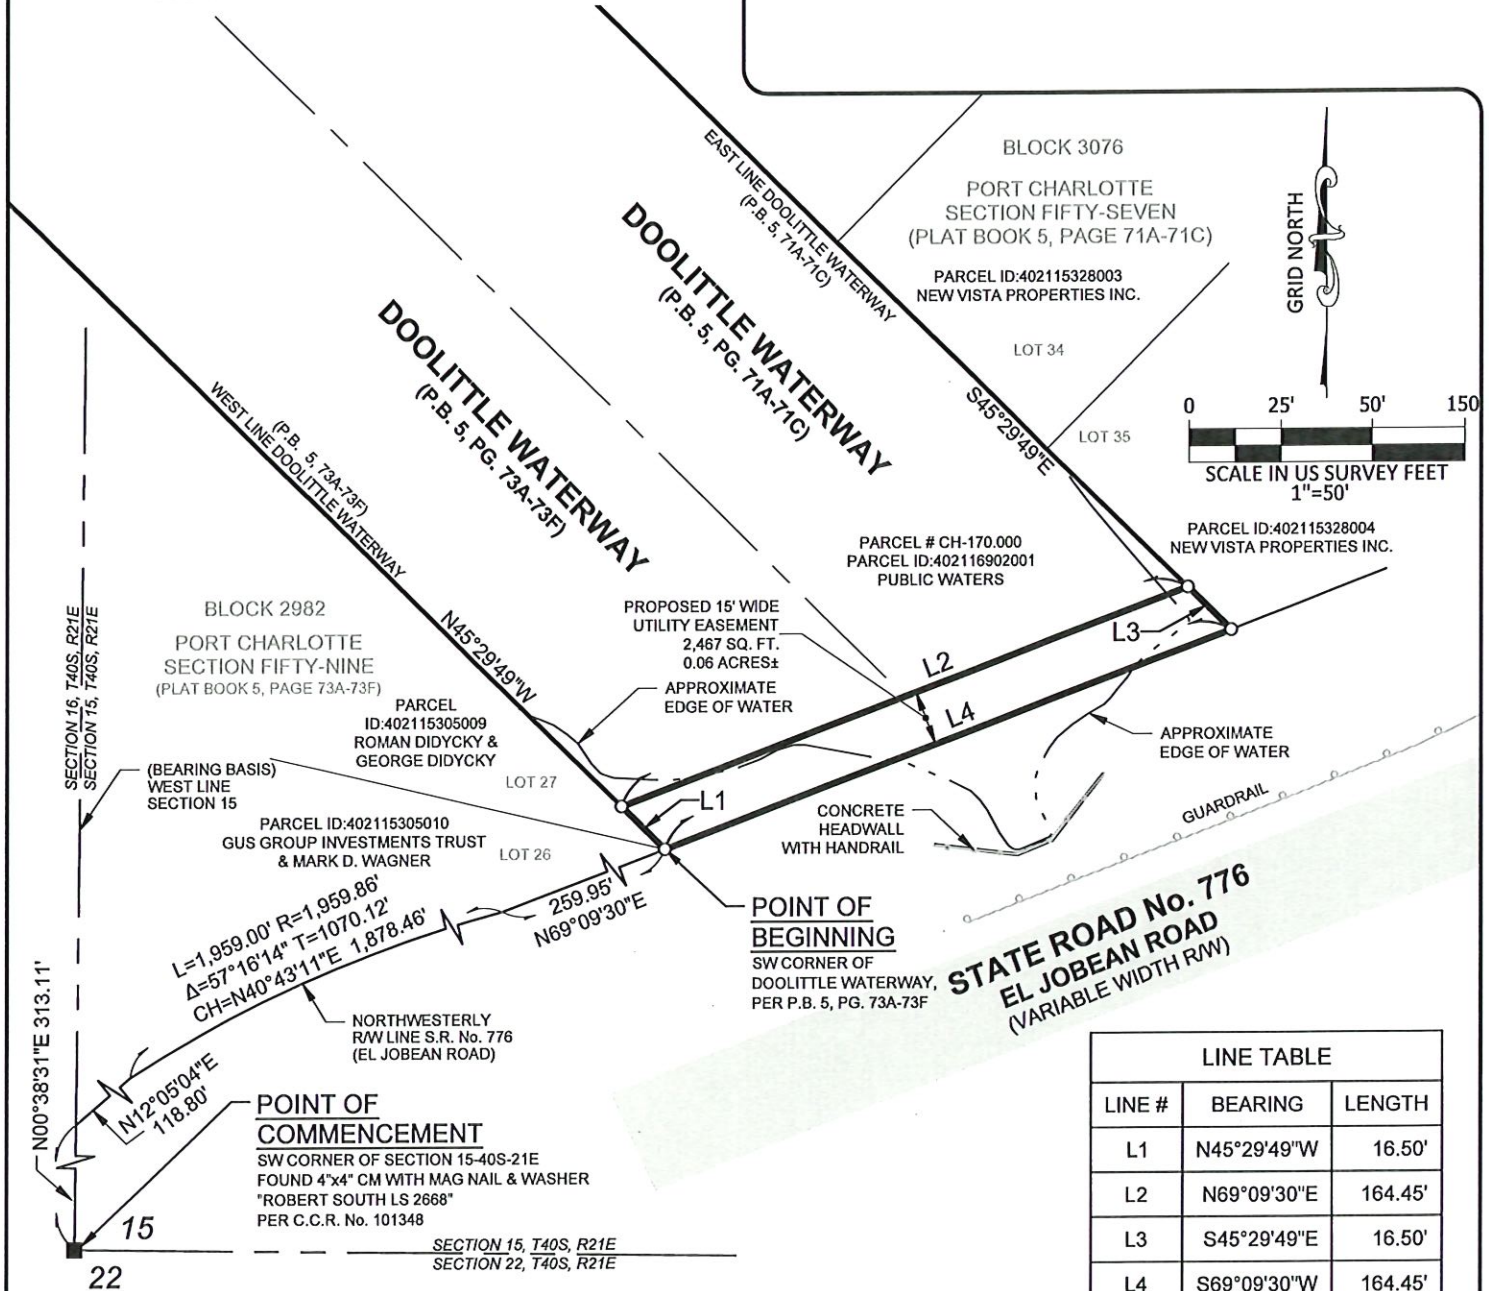 BLOCK 3076
PORT CHARLOTTE
SECTION FIFTY-SEVEN
(PLAT BOOK 5, PAGE 71A-71C)
PARCEL ID:402115328003
NEW VISTA PROPERTIES INC.
GRID NORTH
EAST LINE DOOLITTLE WATERWAY
(P.B. 5, 71A-71C)
DOOLITTLE WATERWAY
(P.B. 5, PG. 71A-71C)
DOOLITTLE WATERWAY
(P.B. 5, PG. 73A-73F)
LOT 34
S45°29'49"E
LOT 35
0 25' 50' 150
SCALE IN US SURVEY FEET
1"=50'
(P.B. 5, 73A-73F)
WEST LINE DOOLITTLE WATERWAY
PARCEL ID:402115328004
NEW VISTA PROPERTIES INC.
PARCEL # CH-170.000
PARCEL ID:402116902001
PUBLIC WATERS
BLOCK 2982
PORT CHARLOTTE
SECTION FIFTY-NINE
(PLAT BOOK 5, PAGE 73A-73F)
N45°29'49"W
PROPOSED 15' WIDE
UTILITY EASEMENT
2,467 SQ. FT.
0.06 ACRES±
APPROXIMATE
EDGE OF WATER
L3
L2
L4
L1
SECTION 16, T40S, R21E
SECTION 15, T40S, R21E
PARCEL
ID:402115305009
ROMAN DIDYCKY &
GEORGE DIDYCKY
LOT 27
APPROXIMATE
EDGE OF WATER
(BEARING BASIS)
WEST LINE
SECTION 15
PARCEL ID:402115305010
GUS GROUP INVESTMENTS TRUST
& MARK D. WAGNER
LOT 26
CONCRETE
HEADWALL
WITH HANDRAIL
GUARDRAIL
L=1,959.00' R=1,959.86'
Δ=57°16'14" T=1070.12'
CH=N40°43'11"E 1,878.46'
259.95'
N69°09'30"E
POINT OF
BEGINNING
SW CORNER OF
DOOLITTLE WATERWAY,
PER P.B. 5, PG. 73A-73F
STATE ROAD No. 776
EL JOBEAN ROAD
(VARIABLE WIDTH R/W)
NORTHWESTERLY
R/W LINE S.R. No. 776
(EL JOBEAN ROAD)
N00°38'31"E 313.11'
N12°05'04"E
118.80'
POINT OF
COMMENCEMENT
SW CORNER OF SECTION 15-40S-21E
FOUND 4"x4" CM WITH MAG NAIL & WASHER
"ROBERT SOUTH LS 2668"
PER C.C.R. No. 101348
15
22
SECTION 15, T40S, R21E
SECTION 22, T40S, R21E
LINE TABLE
LINE # BEARING LENGTH
L1 N45°29'49"W 16.50'
L2 N69°09'30"E 164.45'
L3 S45°29'49"E 16.50'
L4 S69°09'30"W 164.45'